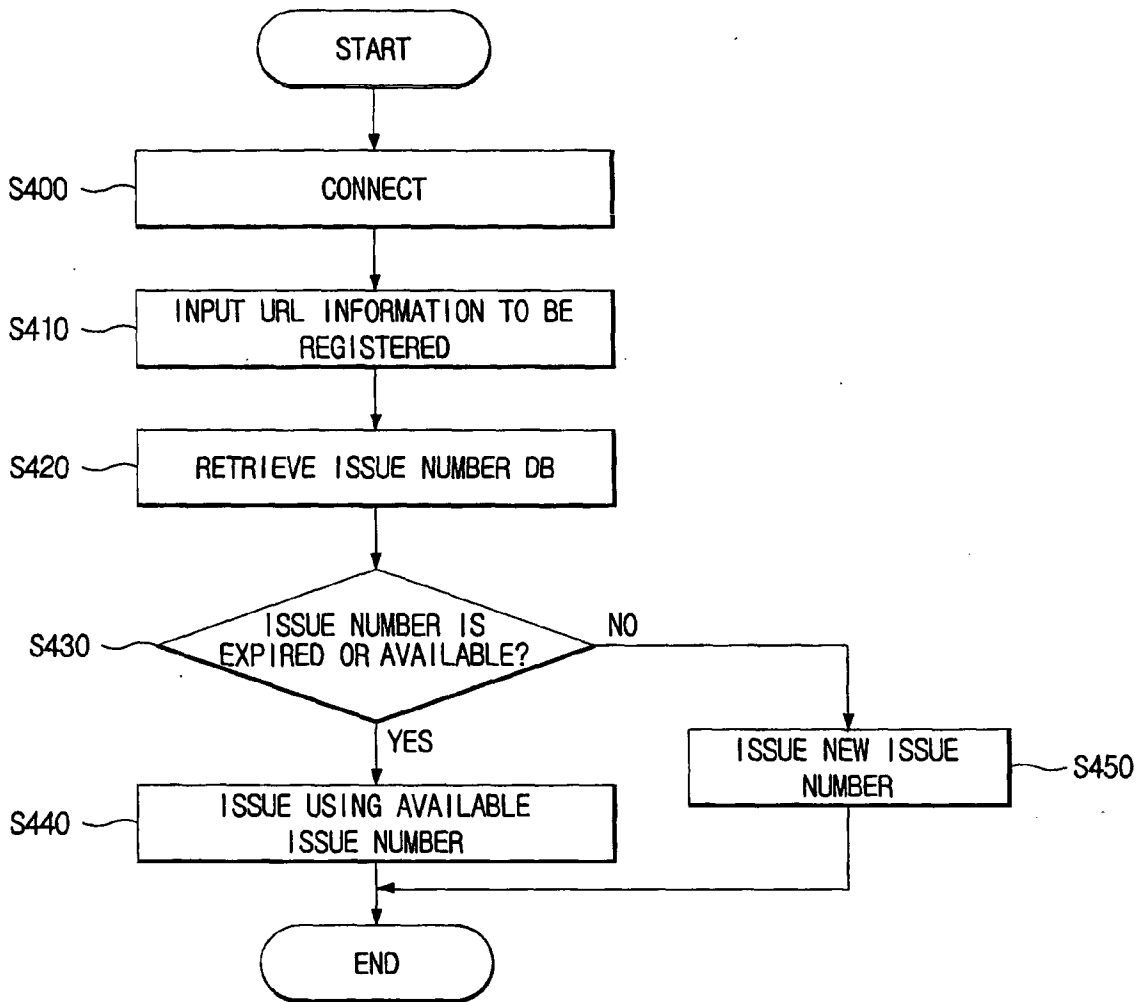 START
S400
CONNECT
S410
INPUT URL INFORMATION TO BE
REGISTERED
S420
RETRIEVE ISSUE NUMBER DB
S430
ISSUE NUMBER IS
EXPIRED OR AVAILABLE?
NO
YES
ISSUE NEW ISSUE
NUMBER
S450
S440
ISSUE USING AVAILABLE
ISSUE NUMBER
END